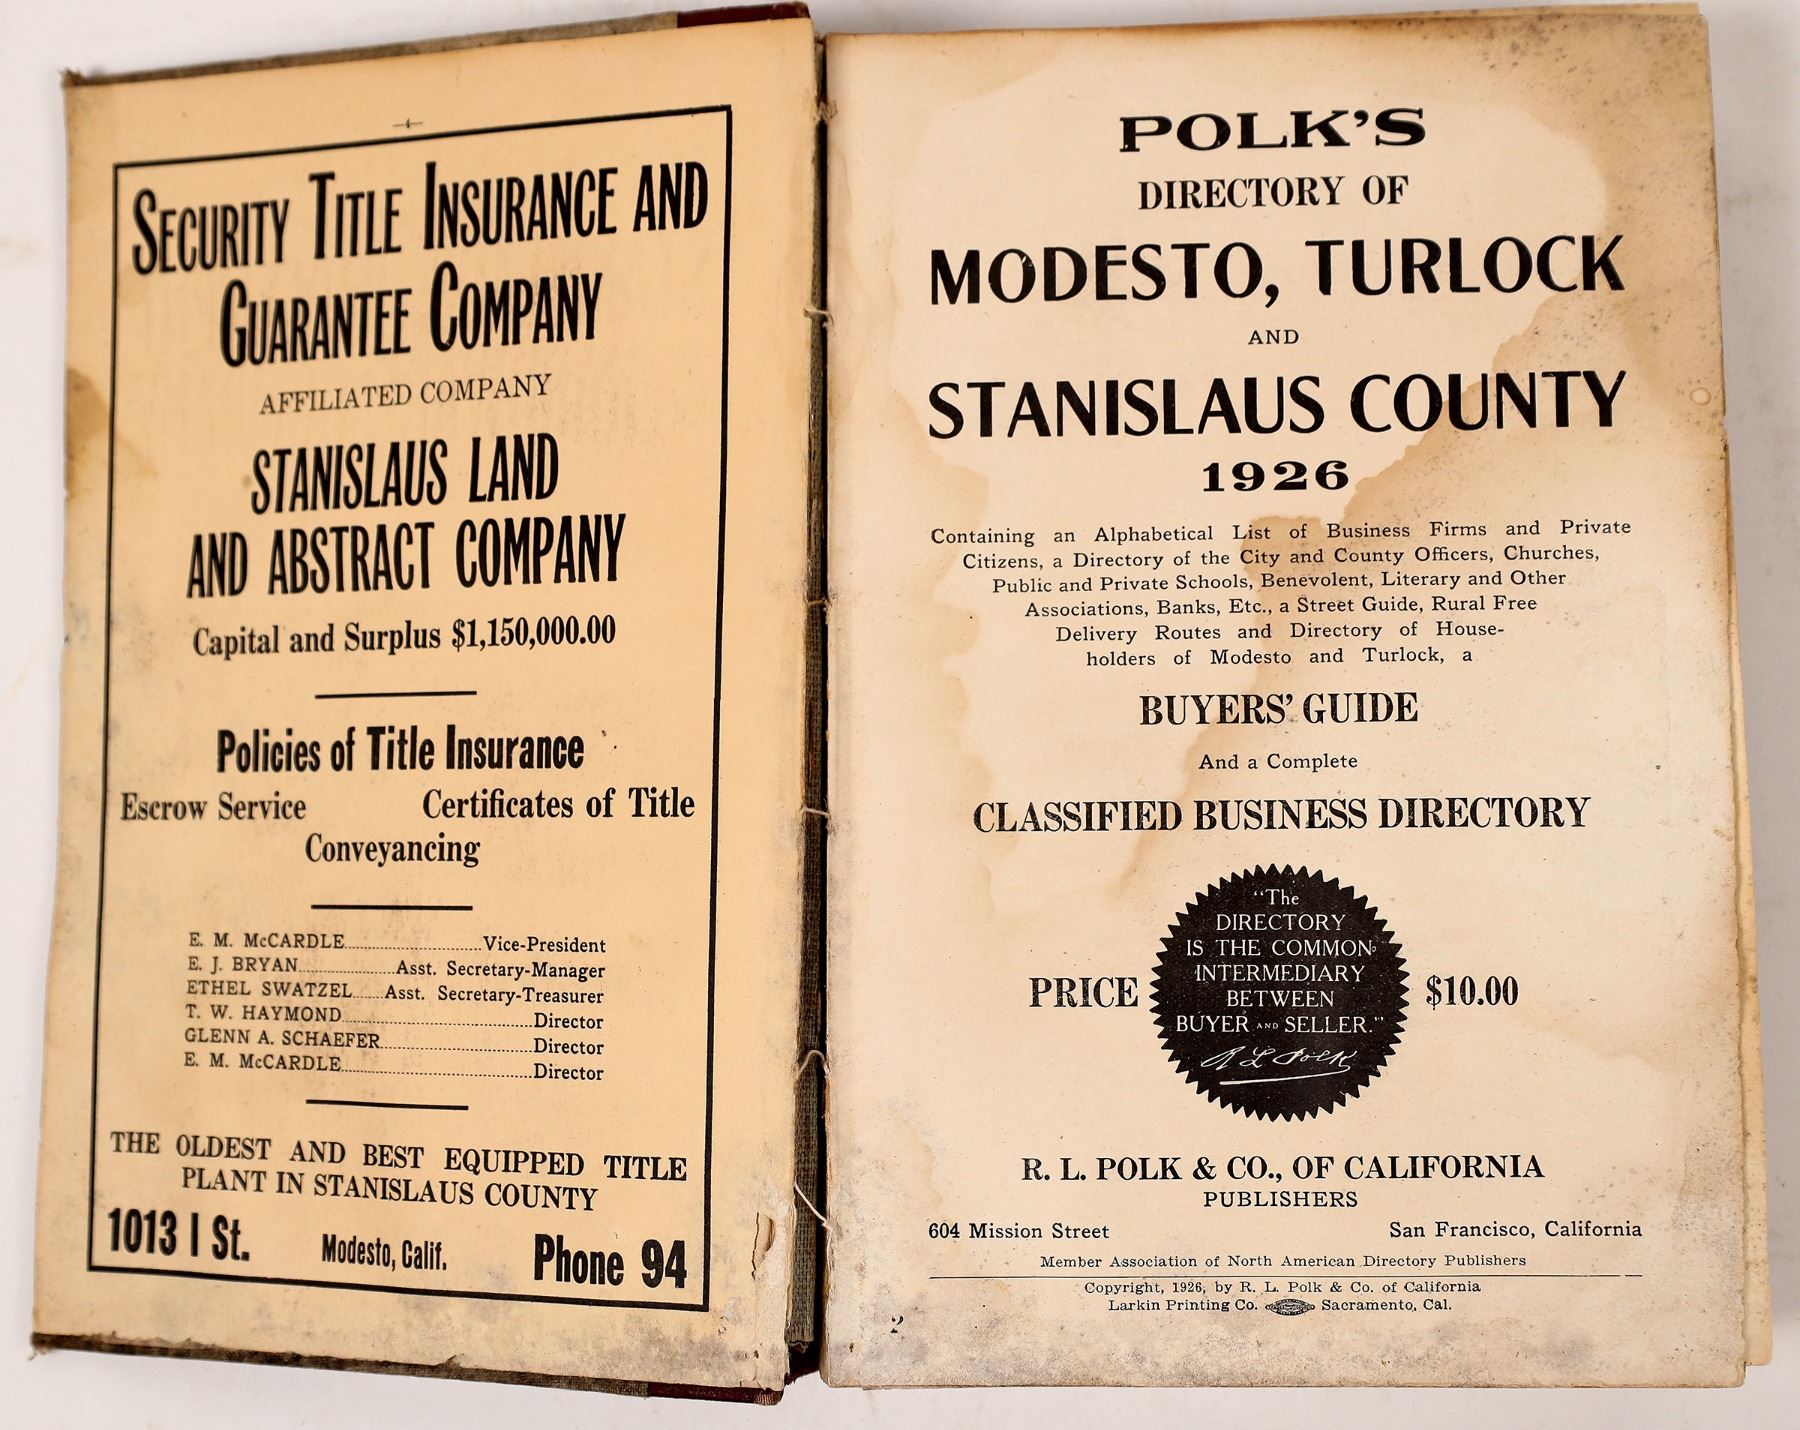 SECURITY TITLE INSURANCE AND
GUARANTEE COMPANY
AFFILIATED COMPANY
STANISLAUS LAND
AND ABSTRACT COMPANY
Capital and Surplus $1,150,000.00
Policies of Title Insurance
Escrow Service Certificates of Title
Conveyancing
E. M. McCARDLE Vice-President
E. J. BRYAN Asst. Secretary-Manager
ETHEL SWATZEL Asst. Secretary-Treasurer
T. W. HAYMOND Director
GLENN A. SCHAEFER Director
E. M. McCARDLE Director
THE OLDEST AND BEST EQUIPPED TITLE
PLANT IN STANISLAUS COUNTY
1013 I St. Modesto, Calif. Phone 94
POLK'S
DIRECTORY OF
MODESTO, TURLOCK
AND
STANISLAUS COUNTY
1926
Containing an Alphabetical List of Business Firms and Private
Citizens, a Directory of the City and County Officers, Churches,
Public and Private Schools, Benevolent, Literary and Other
Associations, Banks, Etc., a Street Guide, Rural Free
Delivery Routes and Directory of House-
holders of Modesto and Turlock, a
BUYERS' GUIDE
And a Complete
CLASSIFIED BUSINESS DIRECTORY
"The
DIRECTORY
IS THE COMMON
INTERMEDIARY
BETWEEN
BUYER AND SELLER."
R L Polk
PRICE $10.00
R. L. POLK & CO., OF CALIFORNIA
PUBLISHERS
604 Mission Street San Francisco, California
Member Association of North American Directory Publishers
Copyright, 1926, by R. L. Polk & Co. of California
Larkin Printing Co. Sacramento, Cal.
2